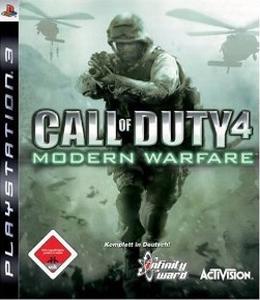 PLAYSTATION 3
CALL OF DUTY 4
MODERN WARFARE
Komplett in Deutsch!
infinity ward
ACTIVISION